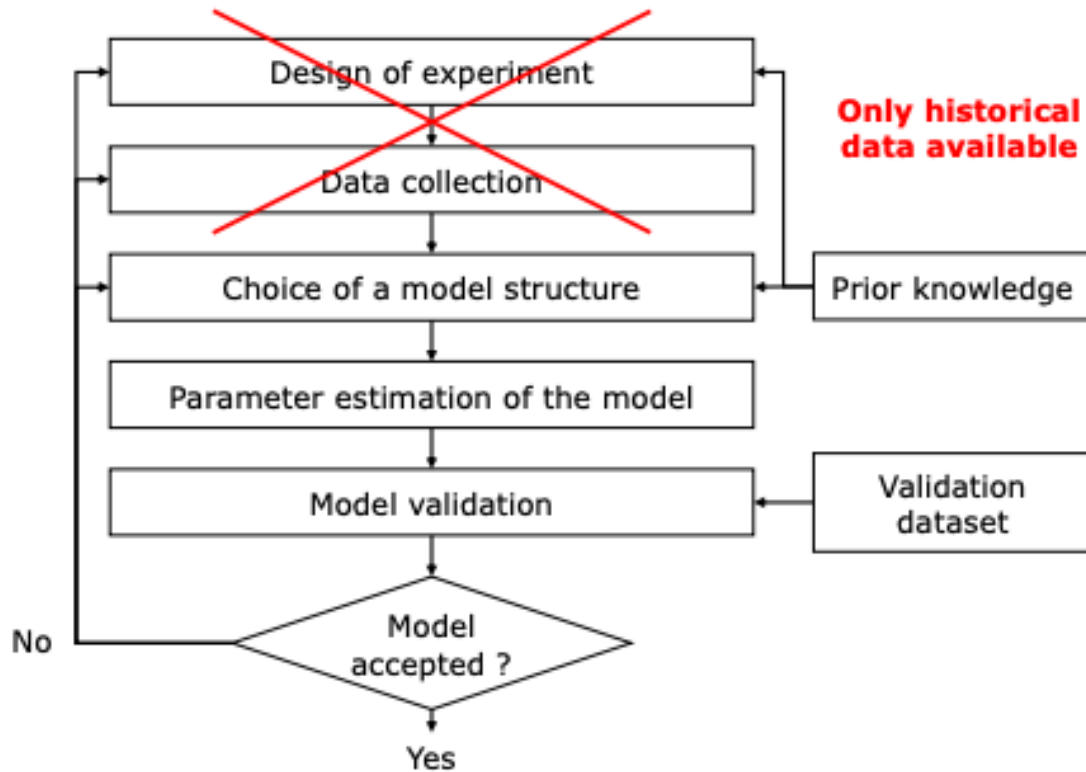 Design of experiment
Only historical
data available
Data collection
Choice of a model structure
Prior knowledge
Parameter estimation of the model
Model validation
Validation
dataset
Model
accepted ?
No
Yes